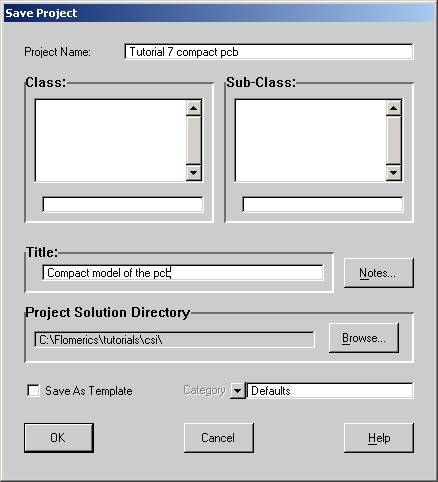 Save Project
Project Name: Tutorial 7 compact pcb
Class: Sub-Class:
Title:
Compact model of the pcb
Notes...
Project Solution Directory
C:\Flomerics\tutorials\csi\
Browse...
Save As Template Category Defaults
OK Cancel Help